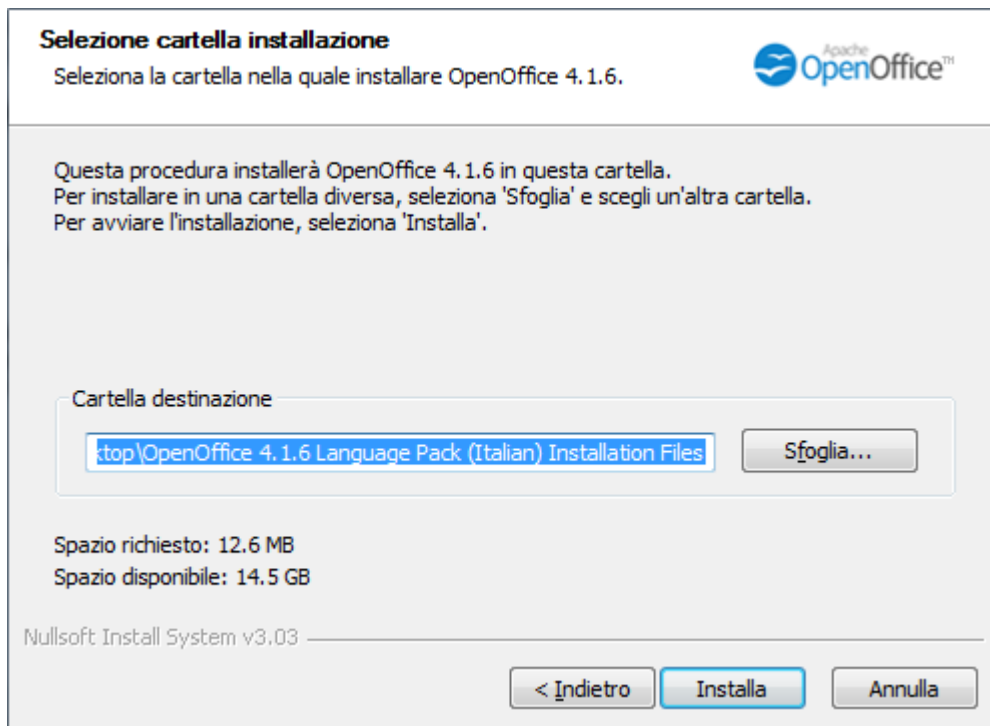 Selezione cartella installazione
Seleziona la cartella nella quale installare OpenOffice 4.1.6.
Apache
OpenOffice™
Questa procedura installerà OpenOffice 4.1.6 in questa cartella.
Per installare in una cartella diversa, seleziona 'Sfoglia' e scegli un'altra cartella.
Per avviare l'installazione, seleziona 'Installa'.
Cartella destinazione
ktop\OpenOffice 4.1.6 Language Pack (Italian) Installation Files
Sfoglia...
Spazio richiesto: 12.6 MB
Spazio disponibile: 14.5 GB
Nullsoft Install System v3.03
< Indietro
Installa
Annulla